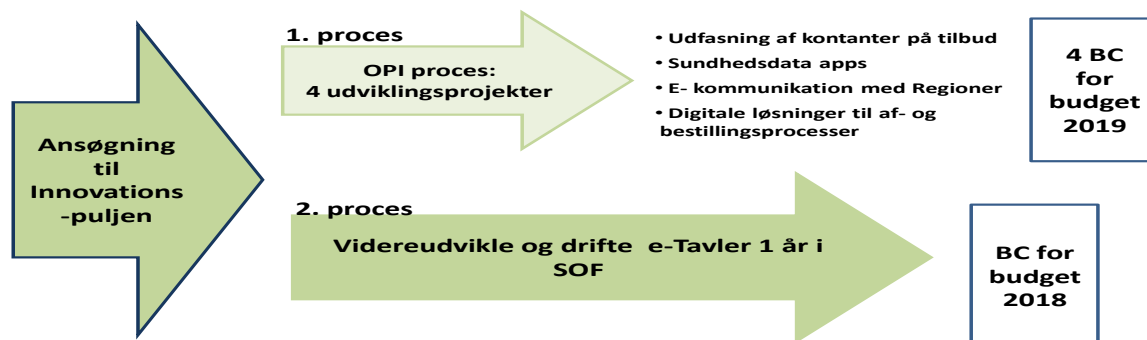 Ansøgning
til
Innovations
-puljen
1. proces
OPI proces:
4 udviklingsprojekter
• Udfasning af kontanter på tilbud
• Sundhedsdata apps
• E- kommunikation med Regioner
• Digitale løsninger til af- og
bestillingsprocesser
4 BC
for
budget
2019
2. proces
Videreudvikle og drifte e-Tavler 1 år i
SOF
BC for
budget
2018